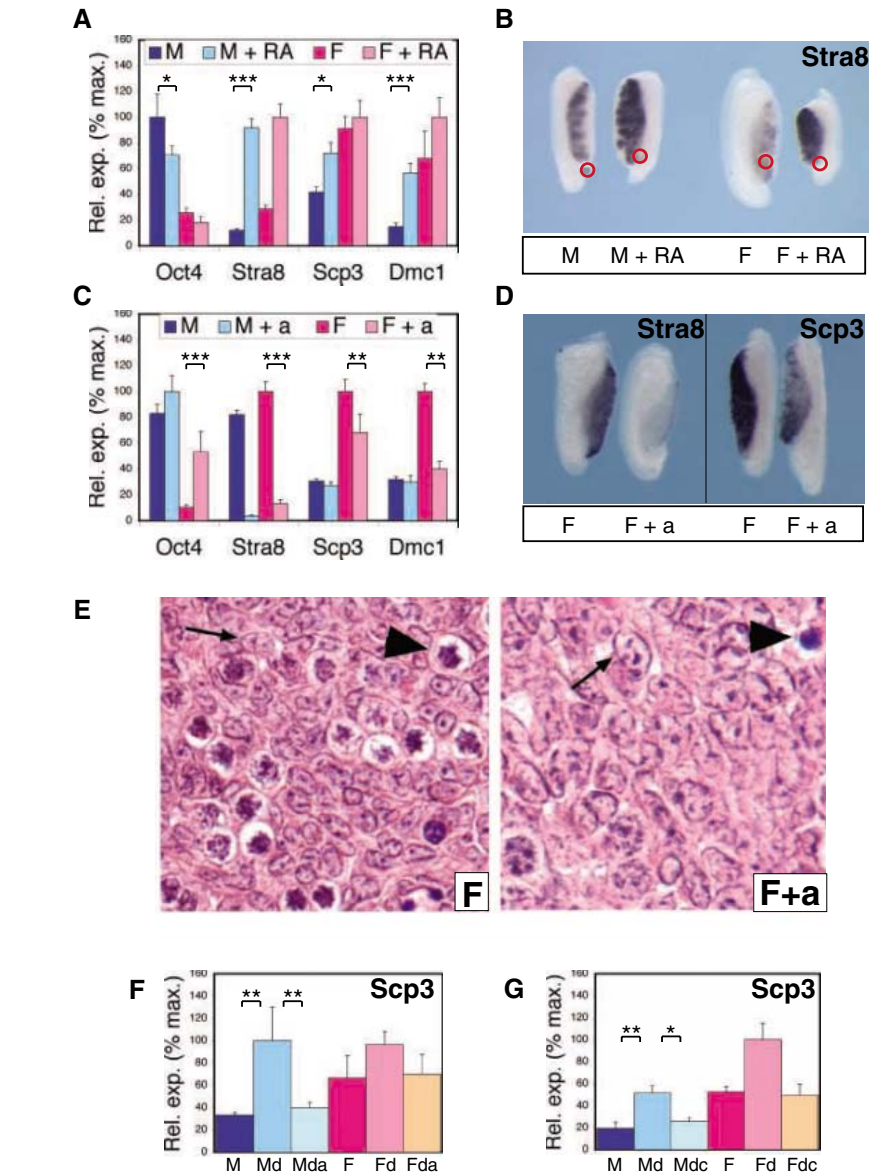 A
Rel. exp. (% max.)
160
140
120
100
80
60
40
20
0
M M + RA F F + RA
* *** * ***
Oct4 Stra8 Scp3 Dmc1
B
Stra8
M M + RA F F + RA
C
Rel. exp. (% max.)
160
140
120
100
80
60
40
20
0
M M + a F F + a
*** *** ** **
Oct4 Stra8 Scp3 Dmc1
D
Stra8 Scp3
F F + a F F + a
E
F
F+a
F
Rel. exp. (% max.)
160
140
120
100
80
60
40
20
0
Scp3
** **
M Md Mda F Fd Fda
G
Rel. exp. (% max.)
160
140
120
100
80
60
40
20
0
Scp3
** *
M Md Mdc F Fd Fdc